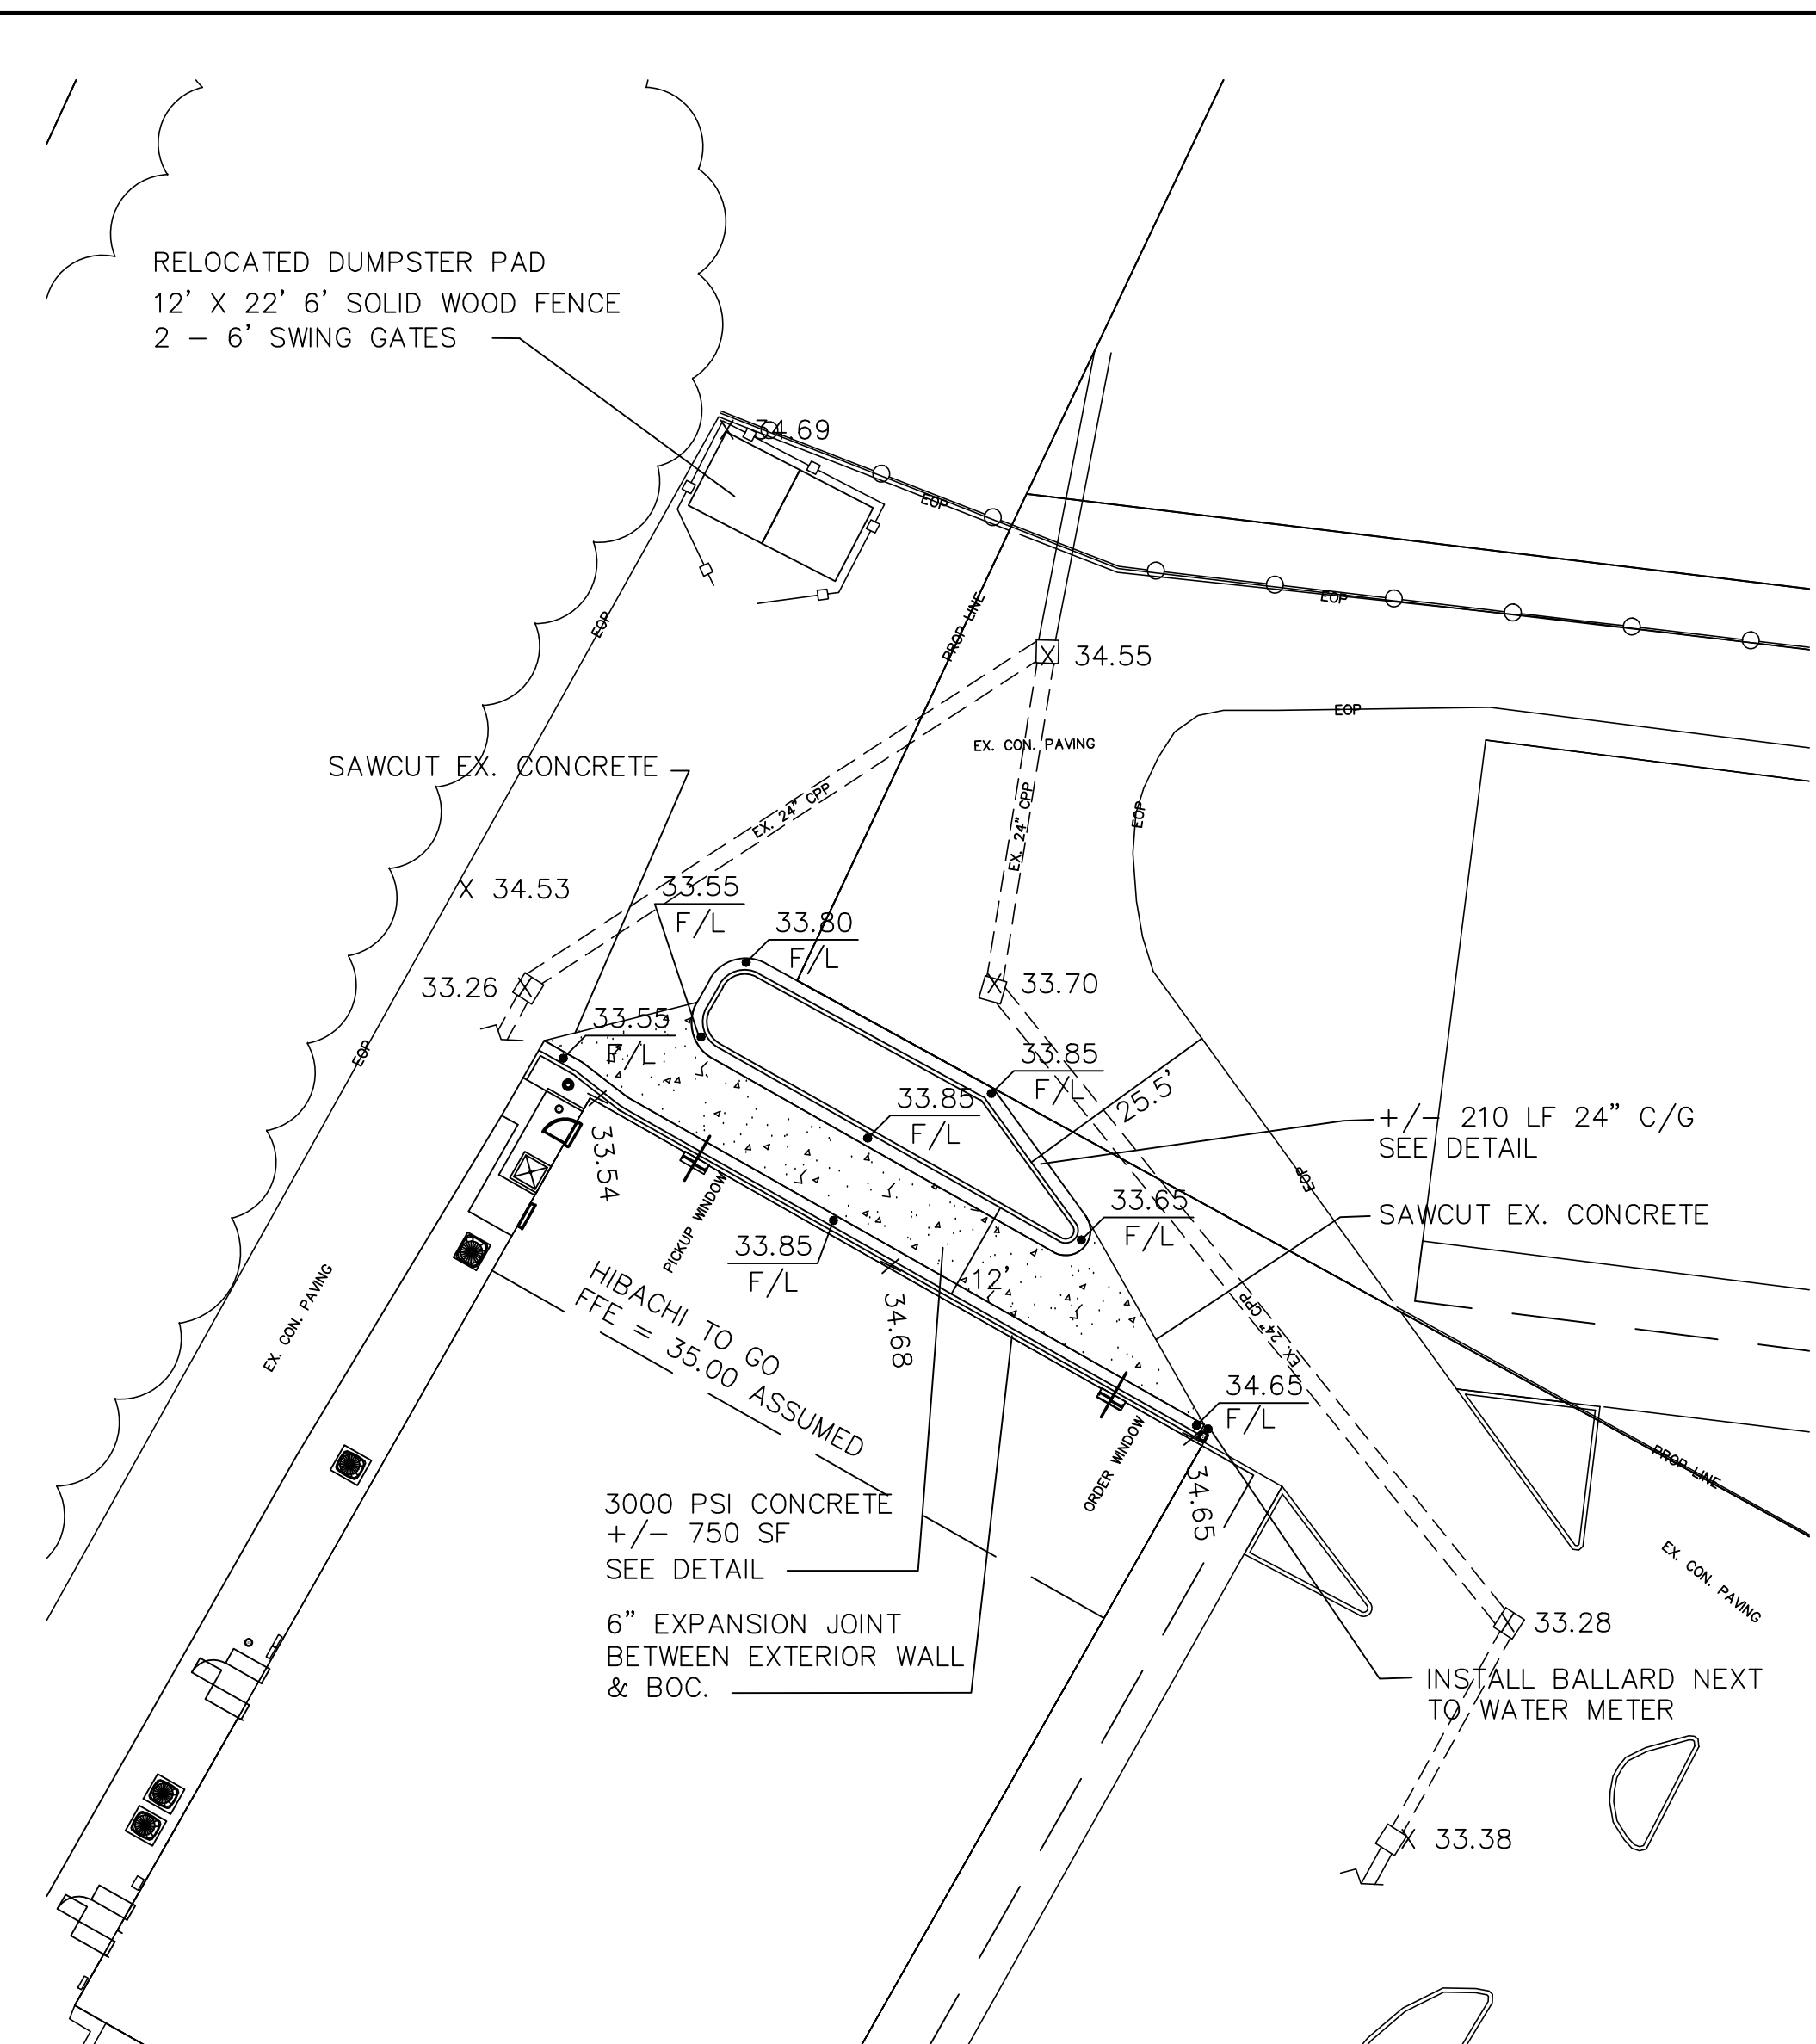 RELOCATED DUMPSTER PAD
12' X 22' 6' SOLID WOOD FENCE
2 – 6' SWING GATES
X 34.69
EOP
EOP
EOP
PROP LINE
X 34.55
EOP
EX. CON. PAVING
SAWCUT EX. CONCRETE
EX. 24" CPP
EX. 24" CPP
EOP
X 34.53
33.55
F/L
33.80
F/L
33.26 X
X 33.70
33.55
F/L
EOP
33.85
F/L
25.5'
33.85
F/L
+/– 210 LF 24" C/G
SEE DETAIL
33.54
EOP
33.65
F/L
SAWCUT EX. CONCRETE
PICKUP WINDOW
33.85
F/L
12'
HIBACHI TO GO
FFE = 35.00 ASSUMED
34.68
EX. CON. PAVING
EX. 24" CPP
34.65
F/L
ORDER WINDOW
34.65
PROP LINE
3000 PSI CONCRETE
+/– 750 SF
SEE DETAIL
EX. CON. PAVING
6" EXPANSION JOINT
BETWEEN EXTERIOR WALL
& BOC.
X 33.28
INSTALL BALLARD NEXT
TO WATER METER
X 33.38